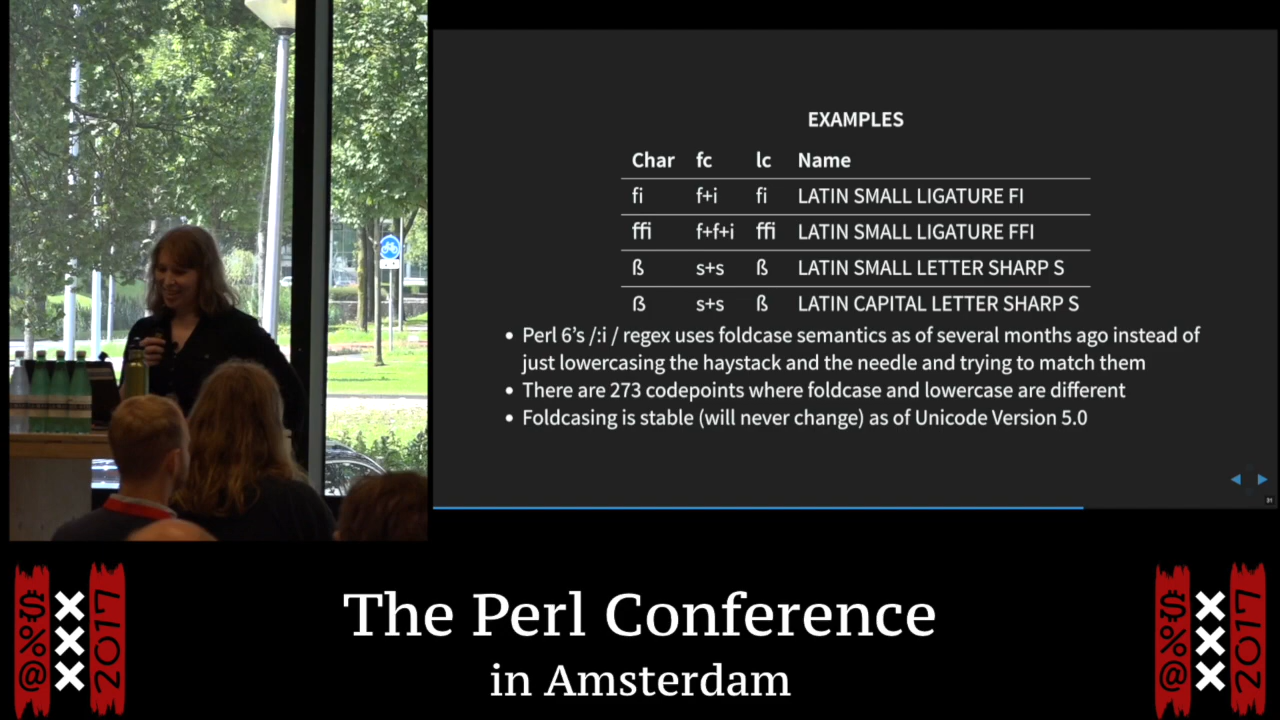 EXAMPLES
Char fc lc Name
fi f+i fi LATIN SMALL LIGATURE FI
ffi f+f+i ffi LATIN SMALL LIGATURE FFI
ß s+s ß LATIN SMALL LETTER SHARP S
ẞ s+s ß LATIN CAPITAL LETTER SHARP S
• Perl 6’s /:i / regex uses foldcase semantics as of several months ago instead of
just lowercasing the haystack and the needle and trying to match them
• There are 273 codepoints where foldcase and lowercase are different
• Foldcasing is stable (will never change) as of Unicode Version 5.0
The Perl Conference
in Amsterdam
$%@ XXX 2017
$%@ XXX 2017